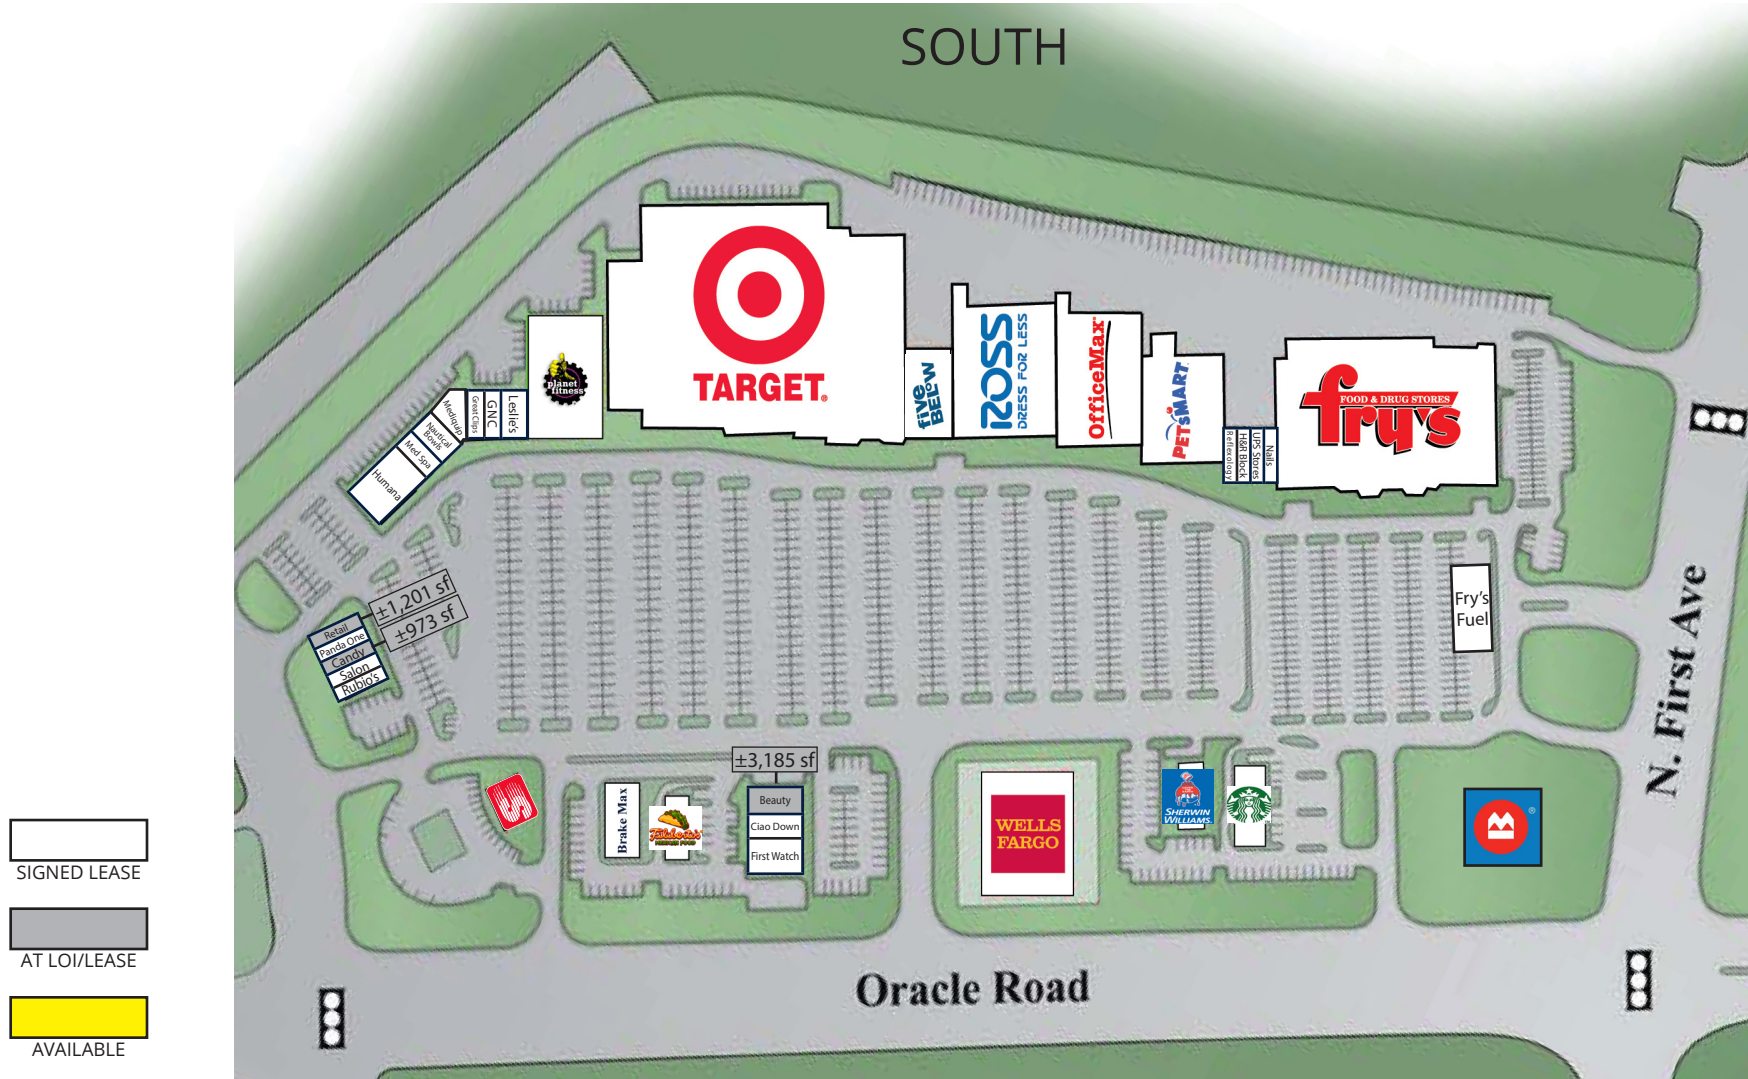 SOUTH
TARGET®
planet
fitness
five
BELOW
ROSS
DRESS FOR LESS
OfficeMax®
PETSMART
Reflexology
H&R Block
UPS Stores
Nails
fry's
FOOD & DRUG STORES
Leslie's
GNC
Great Clips
Mediquip
Nautical
Bowls
Med Spa
Humana
±1,201 sf
±973 sf
Retail
Panda One
Candy
Salon
Rubio's
Fry's
Fuel
N. First Ave
±3,185 sf
Brake Max
Filiberto's
MEXICAN FOOD
Beauty
Ciao Down
First Watch
WELLS
FARGO
SHERWIN
WILLIAMS.
®
Oracle Road
SIGNED LEASE
AT LOI/LEASE
AVAILABLE